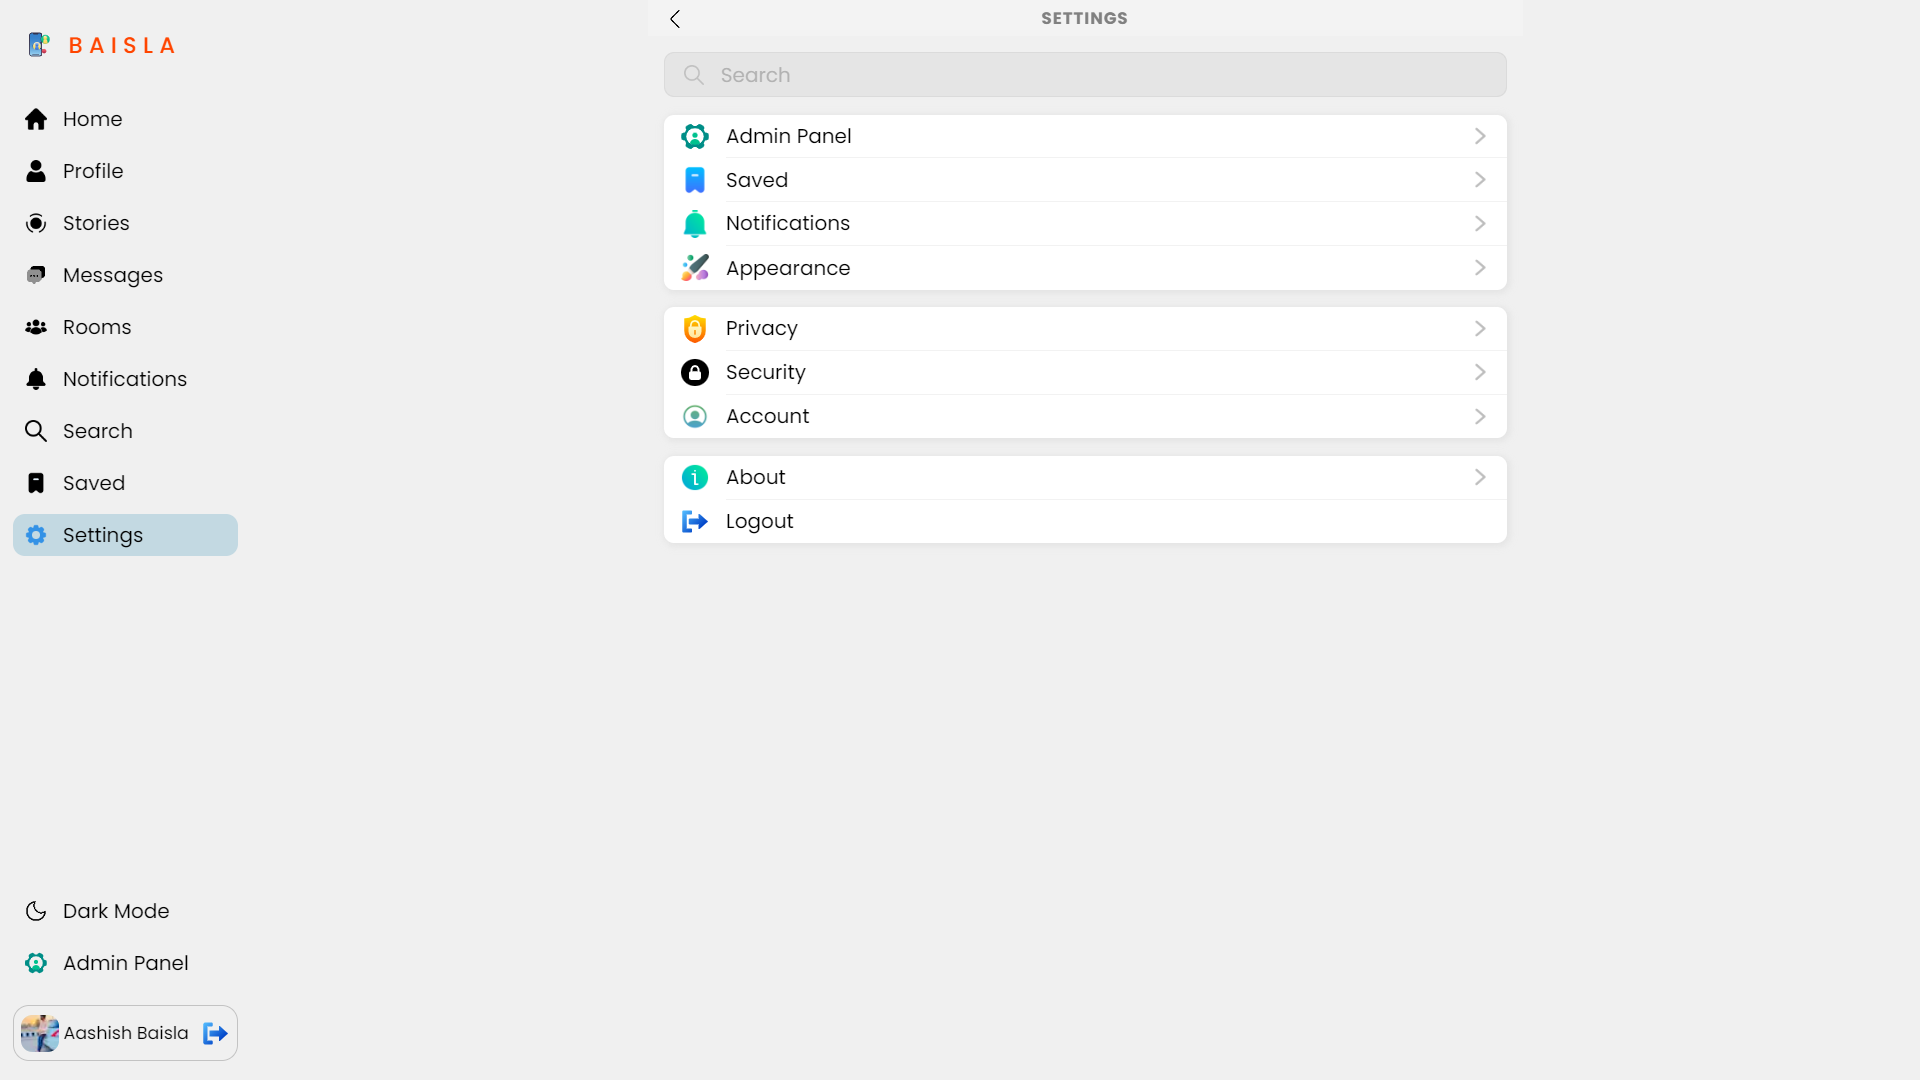 BAISLA
Home
Profile
Stories
Messages
Rooms
Notifications
Search
Saved
Settings
Dark Mode
Admin Panel
Aashish Baisla
SETTINGS
Search
Admin Panel
Saved
Notifications
Appearance
Privacy
Security
Account
About
Logout